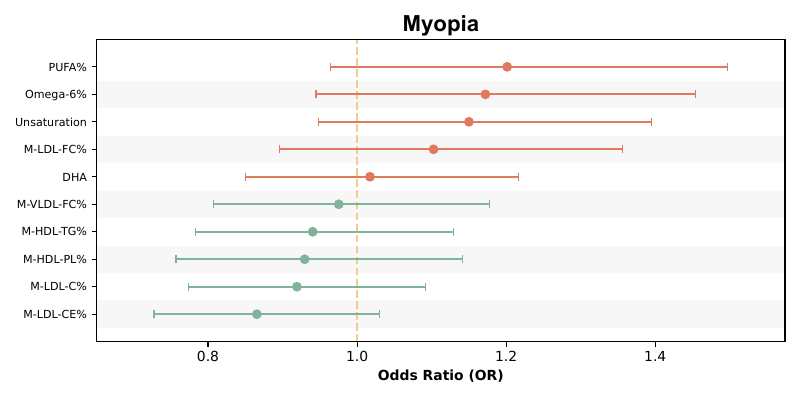 Myopia
PUFA%
Omega-6%
Unsaturation
M-LDL-FC%
DHA
M-VLDL-FC%
M-HDL-TG%
M-HDL-PL%
M-LDL-C%
M-LDL-CE%
0.8 1.0 1.2 1.4
Odds Ratio (OR)